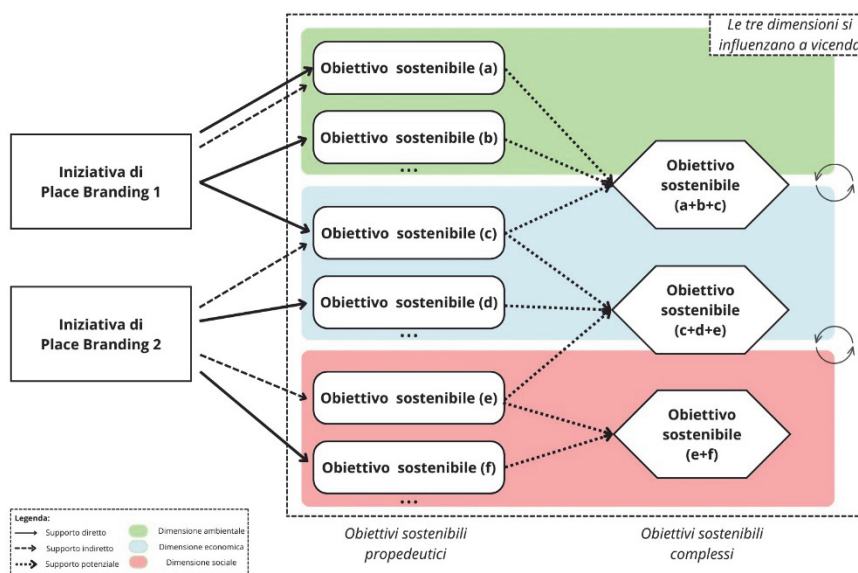 Le tre dimensioni si
influenzano a vicenda
Obiettivo sostenibile (a)
Obiettivo sostenibile (b)
...
Iniziativa di
Place Branding 1
Obiettivo
sostenibile
(a+b+c)
Obiettivo sostenibile (c)
Obiettivo sostenibile (d)
...
Iniziativa di
Place Branding 2
Obiettivo
sostenibile
(c+d+e)
Obiettivo sostenibile (e)
Obiettivo sostenibile (f)
...
Obiettivo
sostenibile
(e+f)
Legenda:
Supporto diretto
Dimensione ambientale
Supporto indiretto
Dimensione economica
Supporto potenziale
Dimensione sociale
Obiettivi sostenibili
propedeutici
Obiettivi sostenibili
complessi